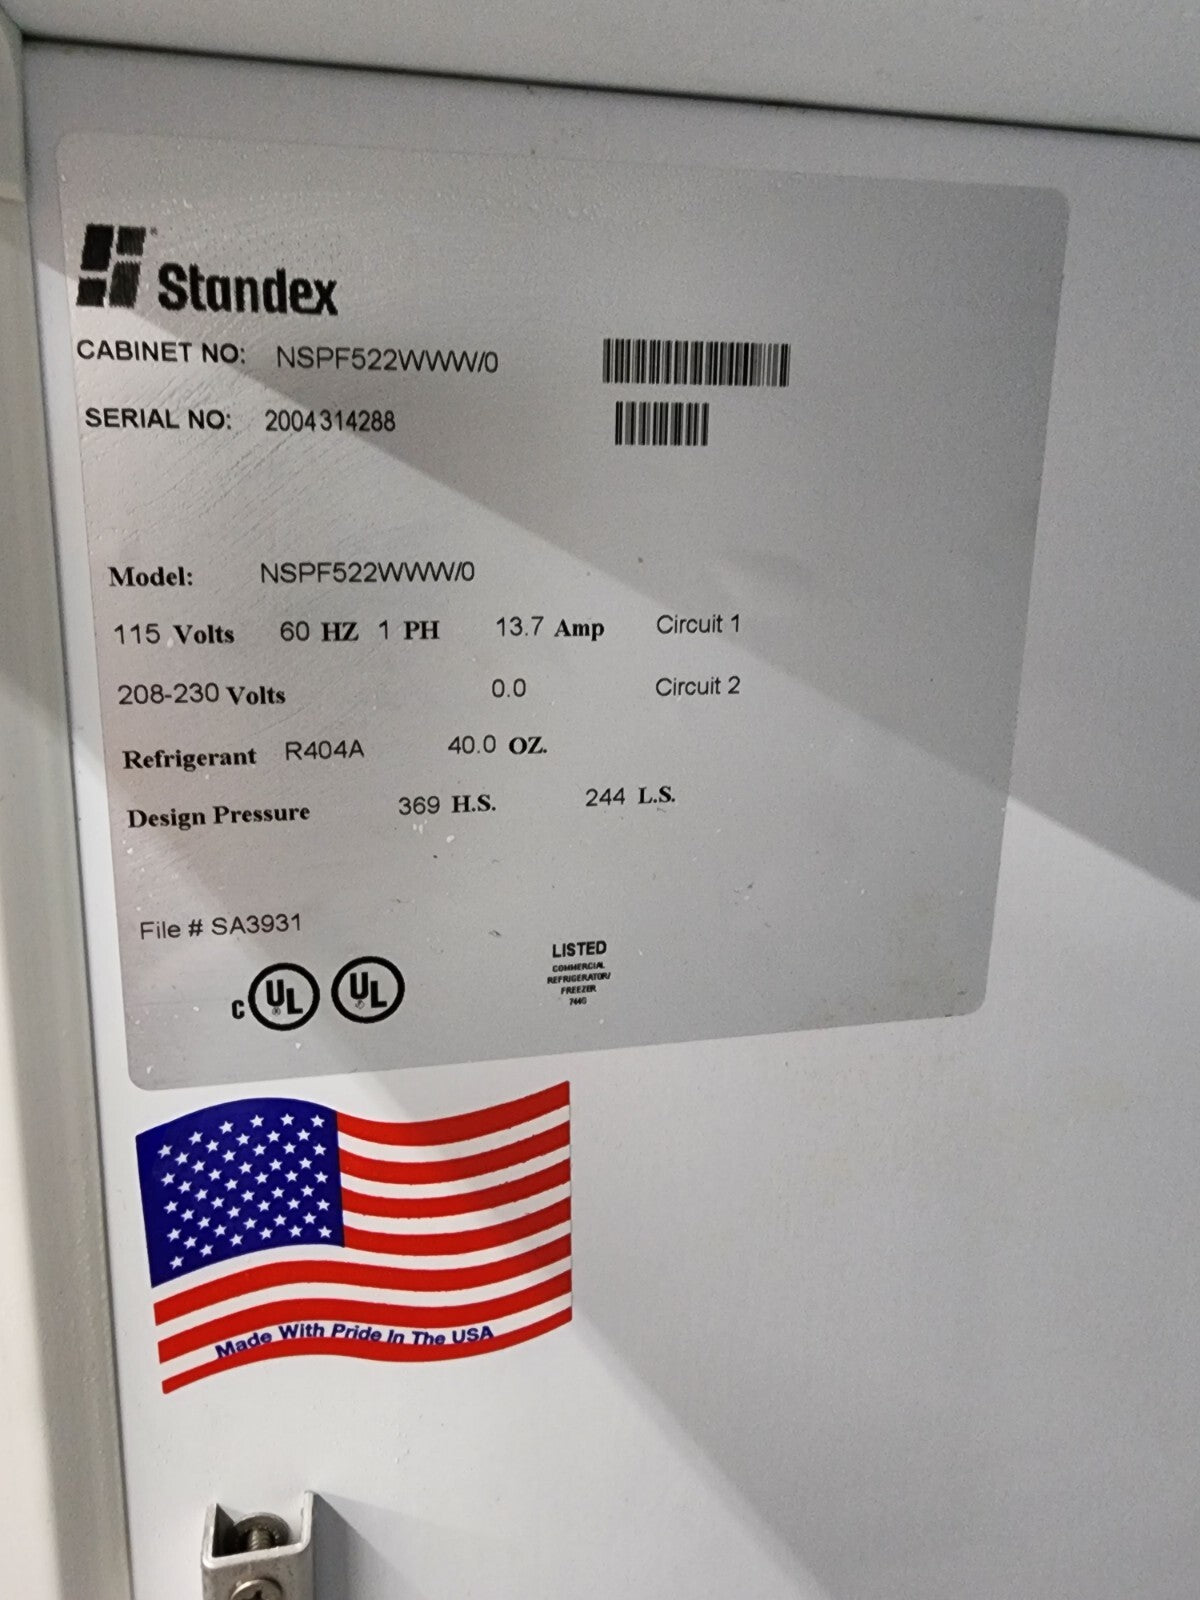 Standex
CABINET NO: NSPF522WWW/0
SERIAL NO: 2004314288
Model: NSPF522WWW/0
115 Volts 60 HZ 1 PH 13.7 Amp Circuit 1
208-230 Volts 0.0 Circuit 2
Refrigerant R404A 40.0 OZ.
Design Pressure 369 H.S. 244 L.S.
File # SA3931
C UL® UL
LISTED
COMMERCIAL
REFRIGERATOR/
FREEZER
Made With Pride In The USA